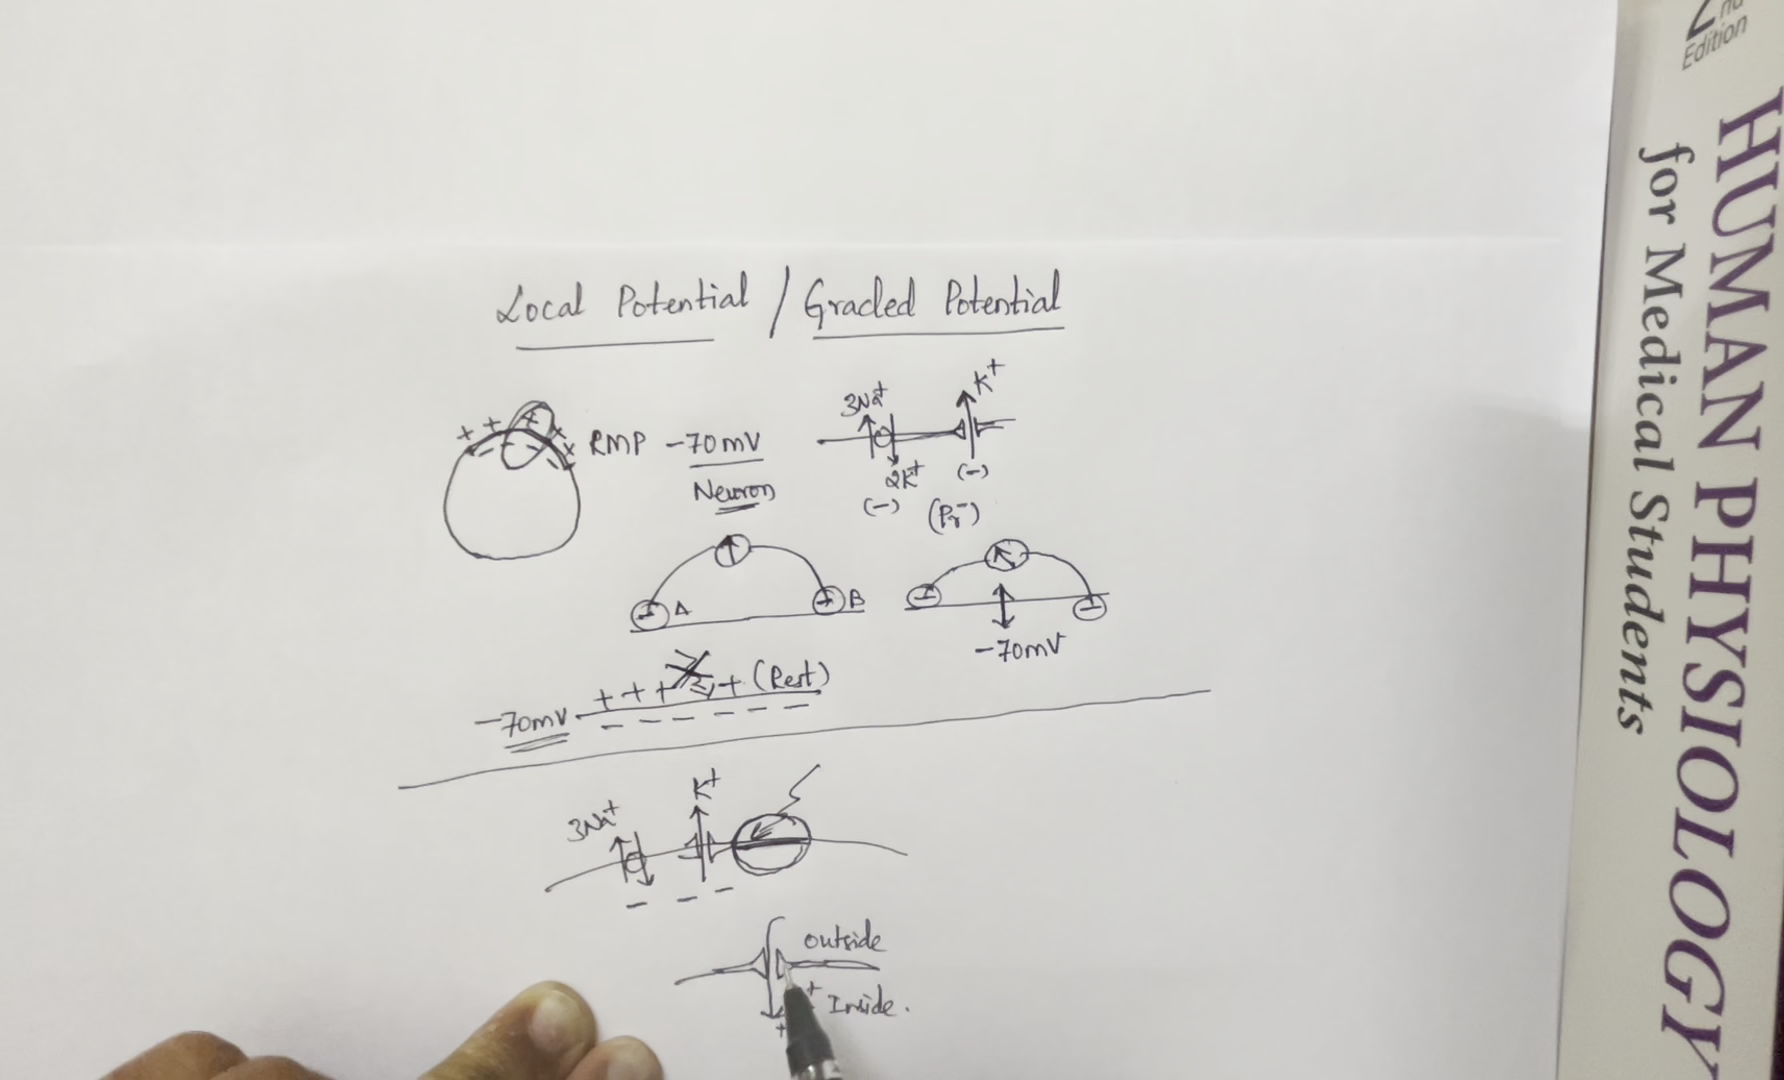 Local Potential / Graded Potential
+ + + + x
RMP -70mV
Neuron
3Na+ K+
2K+ (-)
(-) (Pr-)
A B
-70mV
+ + + + (Rest)
-70mV - - - - - -
K+
3Na+
- - -
outside
+ Inside.
+
2nd
Edition
HUMAN PHYSIOLOGY
for Medical Students